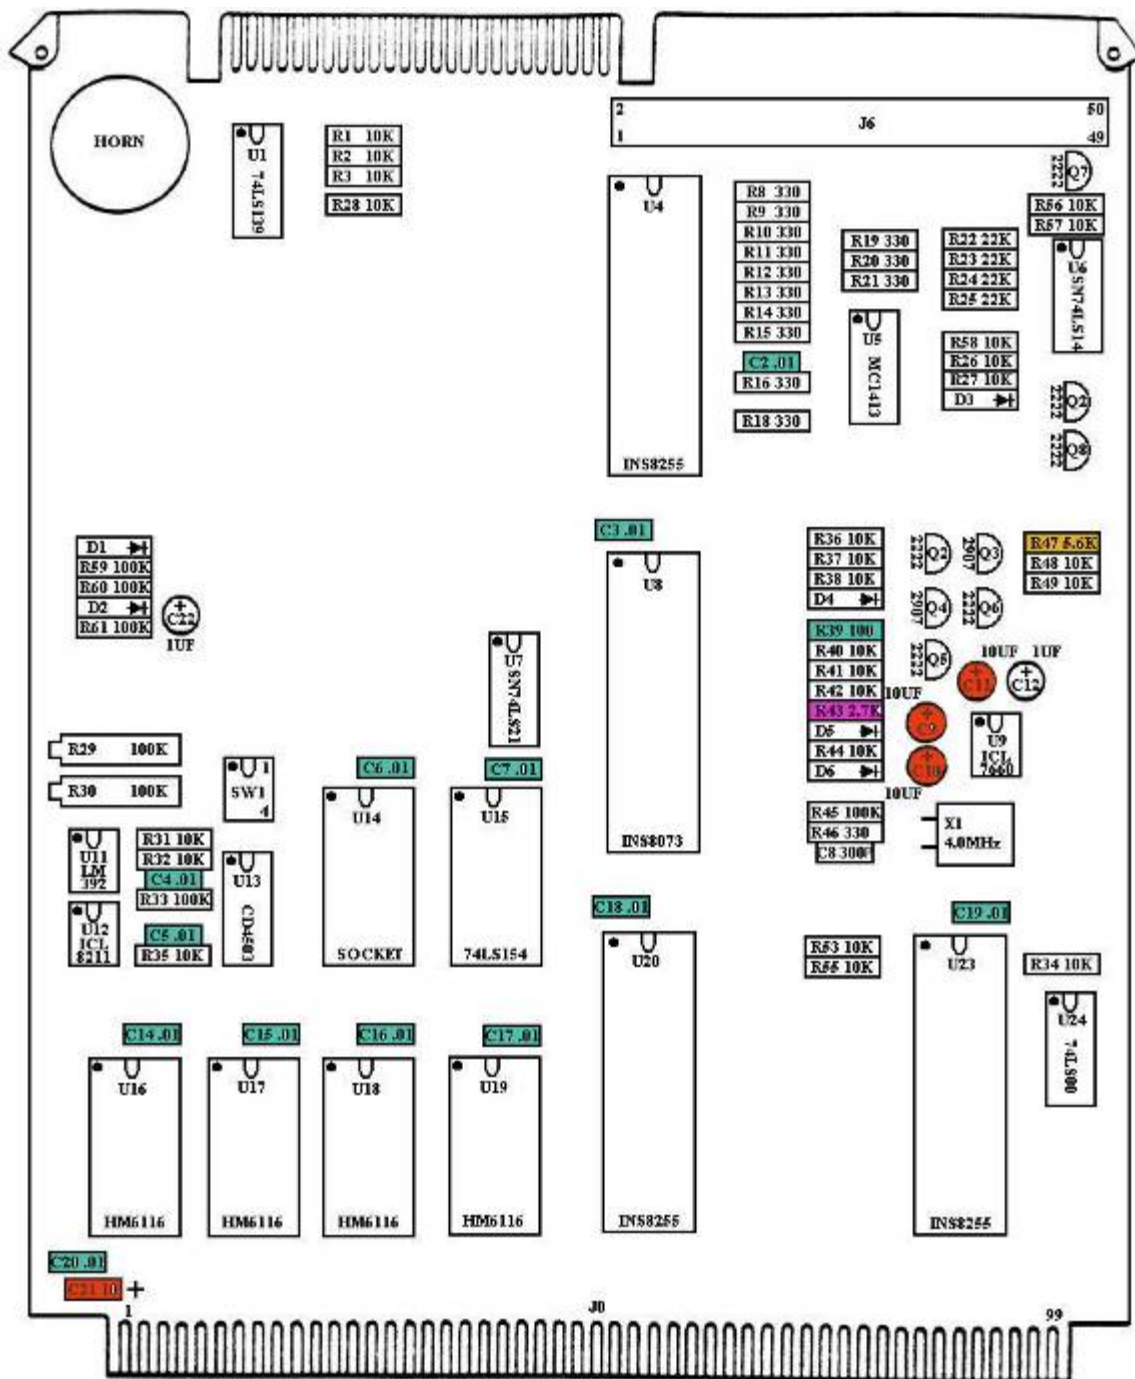 HORN
U1
74LS139
R1 10K
R2 10K
R3 10K
R28 10K
2 50
J6
1 49
U4
INS8255
R8 330
R9 330
R10 330
R11 330
R12 330
R13 330
R14 330
R15 330
C2 .01
R16 330
R18 330
R19 330
R20 330
R21 330
U5
MC1413
R22 22K
R23 22K
R24 22K
R25 22K
R58 10K
R26 10K
R27 10K
D3
2222
Q7
R56 10K
R57 10K
U6
SN74LS14
2222
Q2
2222
Q8
D1
R59 100K
R60 100K
D2
R61 100K
C22
1UF
C3 .01
U8
INS8073
U7
SN74LS21
R36 10K
R37 10K
R38 10K
D4
R39 100
R40 10K
R41 10K
R42 10K
R43 2.7K
D5
R44 10K
D6
R45 100K
R46 330
C8 300P
2222
Q2
2907
Q3
2907
Q4
2222
Q6
2222
Q5
R47 5.6K
R48 10K
R49 10K
10UF 1UF
C11
C12
10UF
C9
C10
10UF
U9
ICL
7660
X1
4.0MHz
R29 100K
R30 100K
1
SW1
4
C6 .01
U14
SOCKET
C7 .01
U15
74LS154
U11
LM
392
U12
ICL
8211
R31 10K
R32 10K
C4 .01
R33 100K
C5 .01
R35 10K
U13
CD4503
C18 .01
U20
INS8255
R53 10K
R55 10K
C19 .01
U23
INS8255
R34 10K
U24
74LS00
C14 .01
U16
HM6116
C15 .01
U17
HM6116
C16 .01
U18
HM6116
C17 .01
U19
HM6116
C20 .01
C21 10 +
1
J0
99